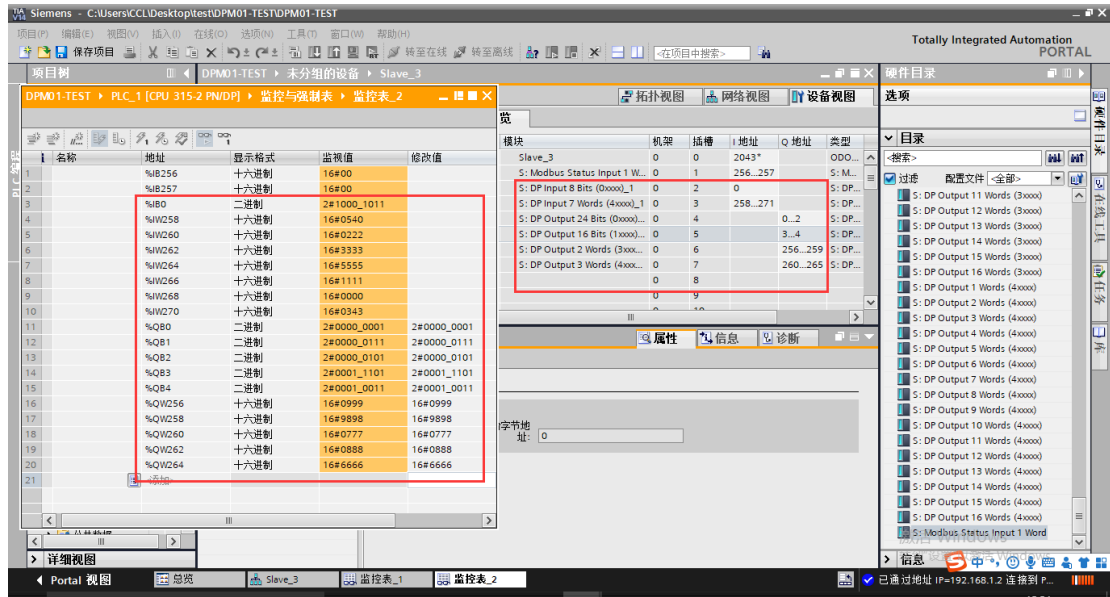 Siemens - C:\Users\CCL\Desktop\test\DPM01-TEST\DPM01-TEST
项目(P) 编辑(E) 视图(V) 插入(I) 在线(O) 选项(N) 工具(T) 窗口(W) 帮助(H)
Totally Integrated Automation
PORTAL
保存项目 转至在线 转至离线 <在项目中搜索>
项目树 DPM01-TEST 未分组的设备 Slave_3 硬件目录
DPM01-TEST PLC_1 [CPU 315-2 PN/DP] 监控与强制表 监控表_2
拓扑视图 网络视图 设备视图 选项
览
模块 机架 插槽 I 地址 Q 地址 类型
Slave_3 0 0 2043* ODO...
S: Modbus Status Input 1 W... 0 1 256...257 S: M...
S: DP Input 8 Bits (0xxxx)_1 0 2 0 S: DP...
S: DP Input 7 Words (4xxxx)_1 0 3 258...271 S: DP...
S: DP Output 24 Bits (0xxxx)... 0 4 0...2 S: DP...
S: DP Output 16 Bits (1xxxx)... 0 5 3...4 S: DP...
S: DP Output 2 Words (3xxx... 0 6 256...259 S: DP...
S: DP Output 3 Words (4xxx... 0 7 260...265 S: DP...
0 8
0 9
i 名称 地址 显示格式 监视值 修改值
1 %IB256 十六进制 16#00
2 %IB257 十六进制 16#00
3 %IB0 二进制 2#1000_1011
4 %IW258 十六进制 16#0540
5 %IW260 十六进制 16#0222
6 %IW262 十六进制 16#3333
7 %IW264 十六进制 16#5555
8 %IW266 十六进制 16#1111
9 %IW268 十六进制 16#0000
10 %IW270 十六进制 16#0343
11 %QB0 二进制 2#0000_0001 2#0000_0001
12 %QB1 二进制 2#0000_0111 2#0000_0111
13 %QB2 二进制 2#0000_0101 2#0000_0101
14 %QB3 二进制 2#0001_1101 2#0001_1101
15 %QB4 二进制 2#0001_0011 2#0001_0011
16 %QW256 十六进制 16#0999 16#0999
17 %QW258 十六进制 16#9898 16#9898
18 %QW260 十六进制 16#0777 16#0777
19 %QW262 十六进制 16#0888 16#0888
20 %QW264 十六进制 16#6666 16#6666
21 <添加>
属性 信息 诊断
字节地
址: 0
目录
<搜索>
过滤 配置文件 <全部>
S: DP Output 11 Words (3xxxx)
S: DP Output 12 Words (3xxxx)
S: DP Output 13 Words (3xxxx)
S: DP Output 14 Words (3xxxx)
S: DP Output 15 Words (3xxxx)
S: DP Output 16 Words (3xxxx)
S: DP Output 1 Words (4xxxx)
S: DP Output 2 Words (4xxxx)
S: DP Output 3 Words (4xxxx)
S: DP Output 4 Words (4xxxx)
S: DP Output 5 Words (4xxxx)
S: DP Output 6 Words (4xxxx)
S: DP Output 7 Words (4xxxx)
S: DP Output 8 Words (4xxxx)
S: DP Output 9 Words (4xxxx)
S: DP Output 10 Words (4xxxx)
S: DP Output 11 Words (4xxxx)
S: DP Output 12 Words (4xxxx)
S: DP Output 13 Words (4xxxx)
S: DP Output 14 Words (4xxxx)
S: DP Output 15 Words (4xxxx)
S: DP Output 16 Words (4xxxx)
S: Modbus Status Input 1 Word
硬件目录
在线工具
任务
库
详细视图 信息
中
Portal 视图 总览 Slave_3 监控表_1 监控表_2 已通过地址 IP=192.168.1.2 连接到 P...